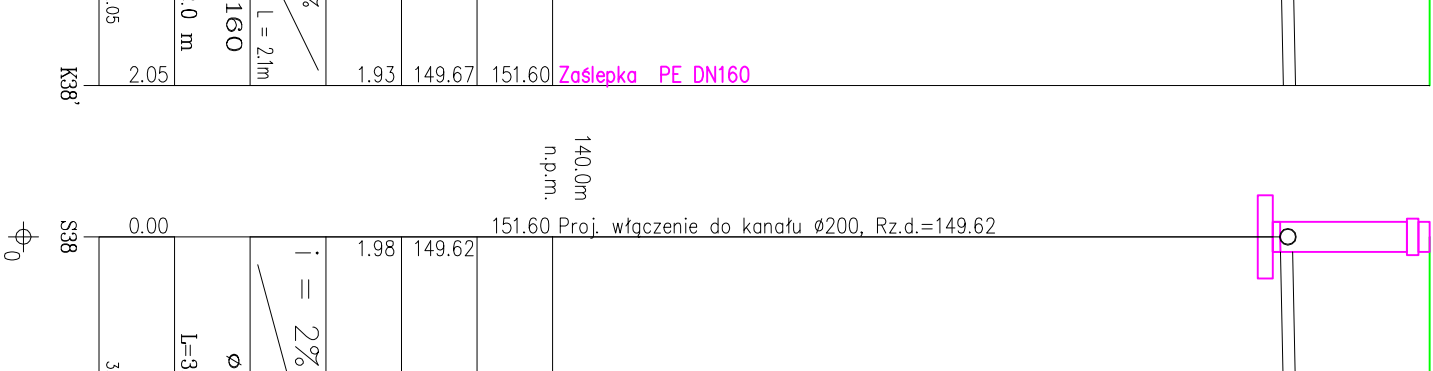 .05
.0 m
160
L = 2.1m
%
K38'
2.05
1.93
149.67
151.60
Zaślepka PE DN160
140.0m
n.p.m.
S38
0.00
151.60
Proj. włączenie do kanału ø200, Rz.d.=149.62
0
1.98
149.62
i = 2%
L=3
ø
3